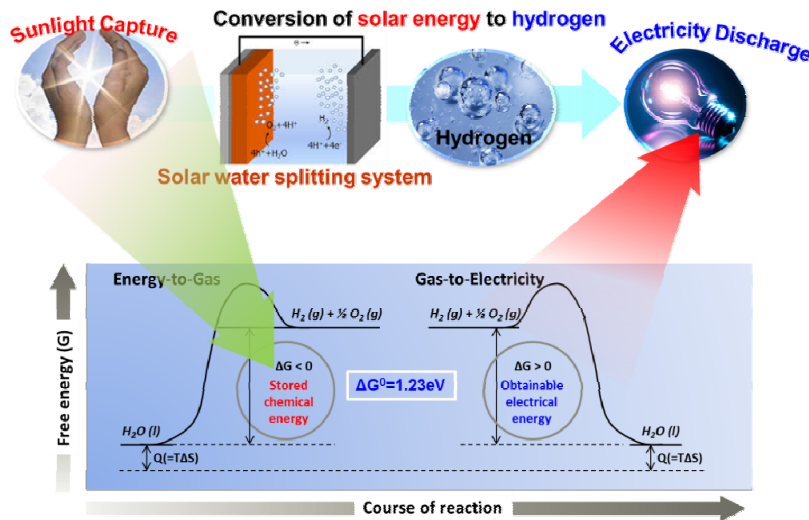 Conversion of solar energy to hydrogen
Sunlight Capture
Electricity Discharge
e →
O₂+4H⁺
4h⁺+H₂O
H₂
4H⁺+4e⁻
Hydrogen
Solar water splitting system
Energy-to-Gas
Gas-to-Electricity
H₂ (g) + ½ O₂ (g)
H₂ (g) + ½ O₂ (g)
ΔG < 0
Stored
chemical
energy
ΔG⁰=1.23eV
ΔG > 0
Obtainable
electrical
energy
H₂O (l)
H₂O (l)
Q(=TΔS)
Q(=TΔS)
Free energy (G)
Course of reaction